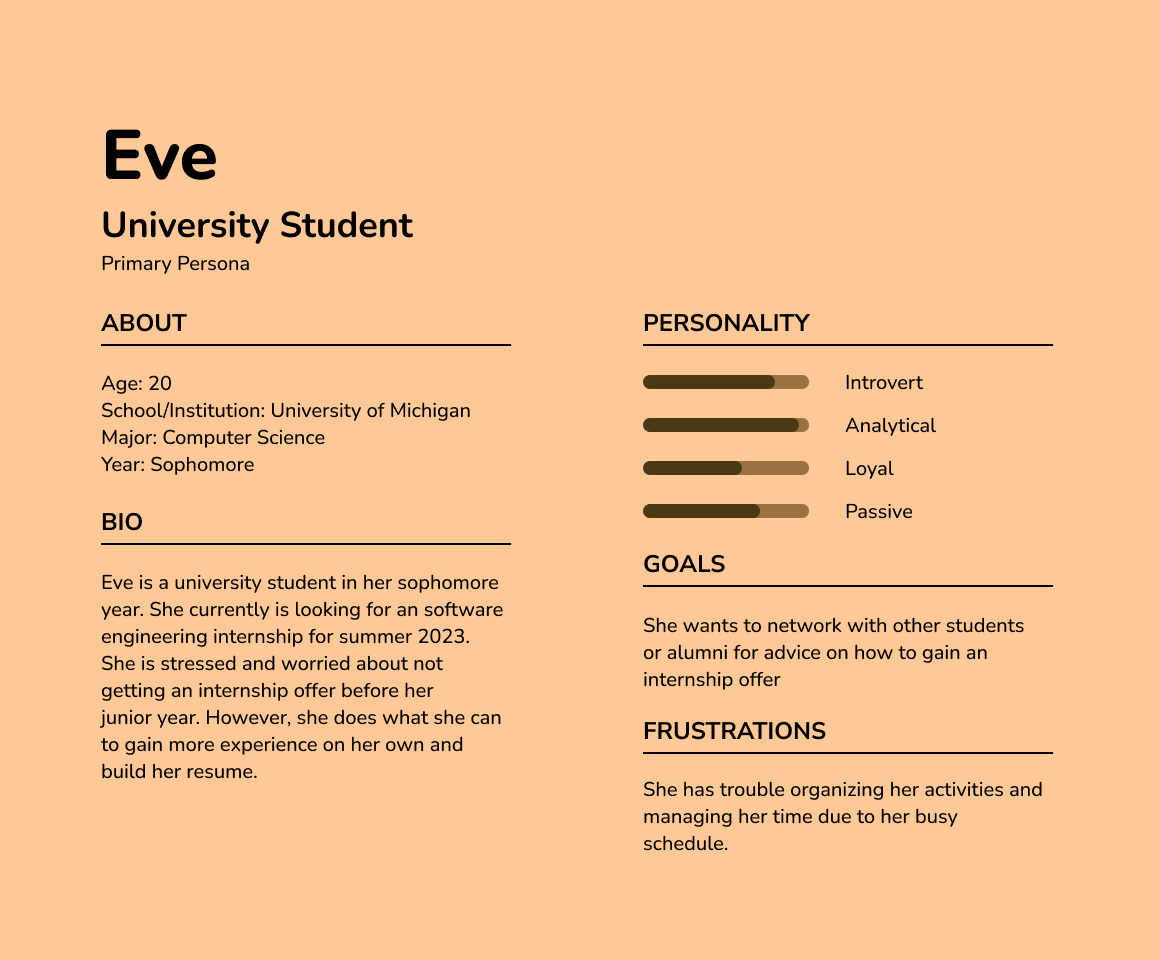 Eve
University Student
Primary Persona
ABOUT
Age: 20
School/Institution: University of Michigan
Major: Computer Science
Year: Sophomore
BIO
Eve is a university student in her sophomore
year. She currently is looking for an software
engineering internship for summer 2023.
She is stressed and worried about not
getting an internship offer before her
junior year. However, she does what she can
to gain more experience on her own and
build her resume.
PERSONALITY
Introvert
Analytical
Loyal
Passive
GOALS
She wants to network with other students
or alumni for advice on how to gain an
internship offer
FRUSTRATIONS
She has trouble organizing her activities and
managing her time due to her busy
schedule.